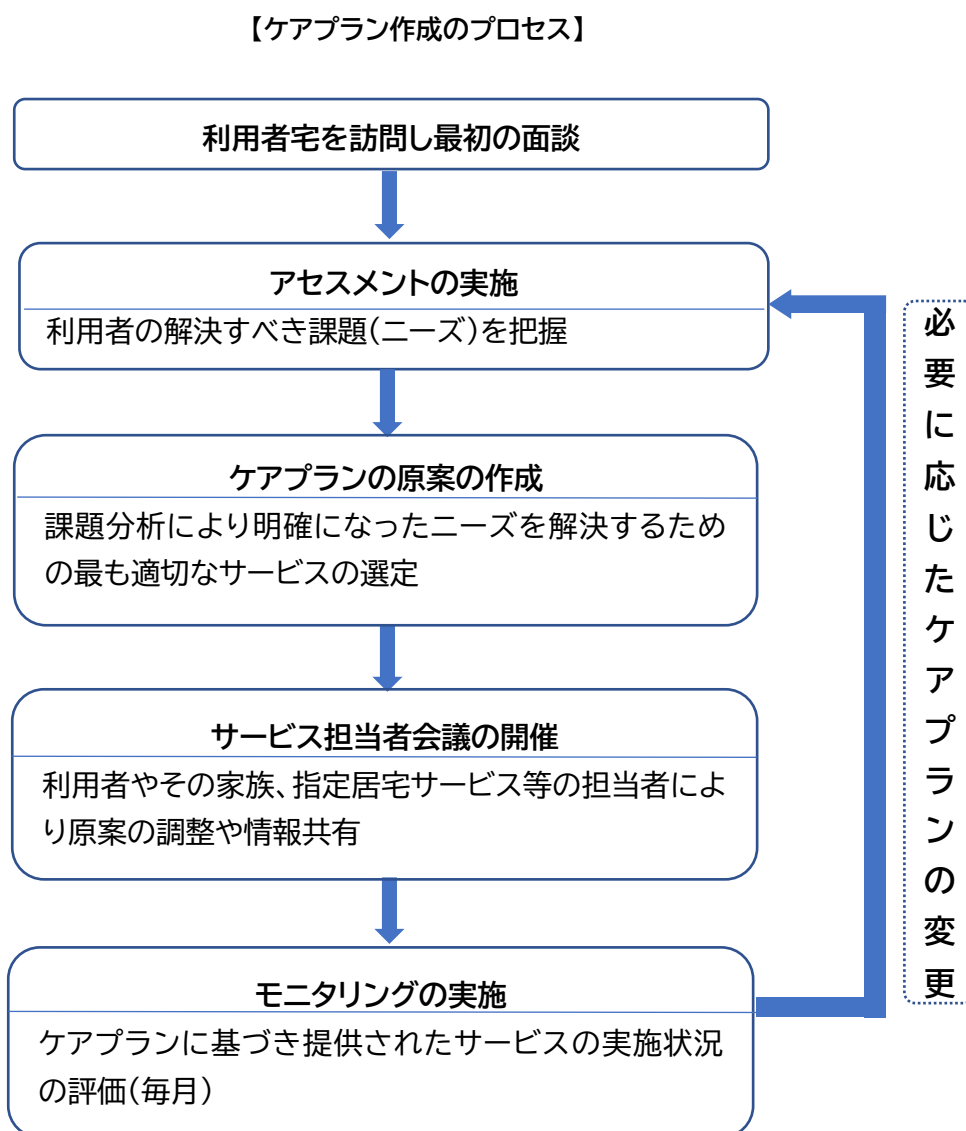 【ケアプラン作成のプロセス】
利用者宅を訪問し最初の面談
アセスメントの実施
利用者の解決すべき課題(ニーズ)を把握
ケアプランの原案の作成
課題分析により明確になったニーズを解決するため
の最も適切なサービスの選定
サービス担当者会議の開催
利用者やその家族、指定居宅サービス等の担当者によ
り原案の調整や情報共有
モニタリングの実施
ケアプランに基づき提供されたサービスの実施状況
の評価(毎月)
必要に応じたケアプランの変更